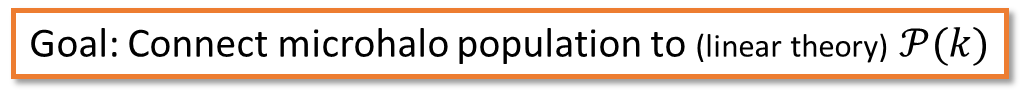 Goal: Connect microhalo population to (linear theory) 𝒫(𝑘)